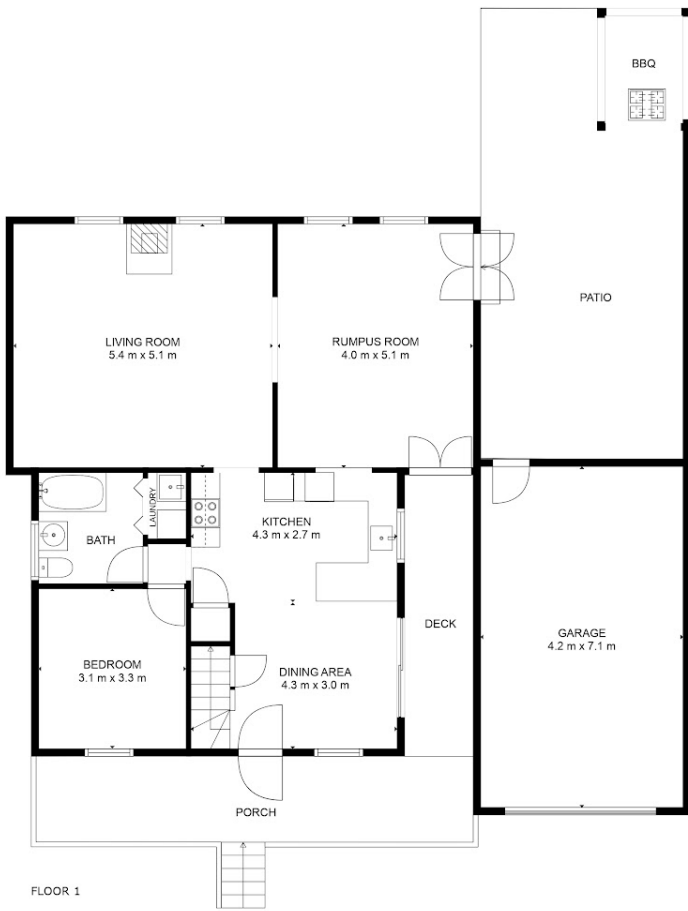 BBQ
PATIO
LIVING ROOM
5.4 m x 5.1 m
RUMPUS ROOM
4.0 m x 5.1 m
LAUNDRY
BATH
KITCHEN
4.3 m x 2.7 m
DECK
GARAGE
4.2 m x 7.1 m
BEDROOM
3.1 m x 3.3 m
DINING AREA
4.3 m x 3.0 m
PORCH
FLOOR 1